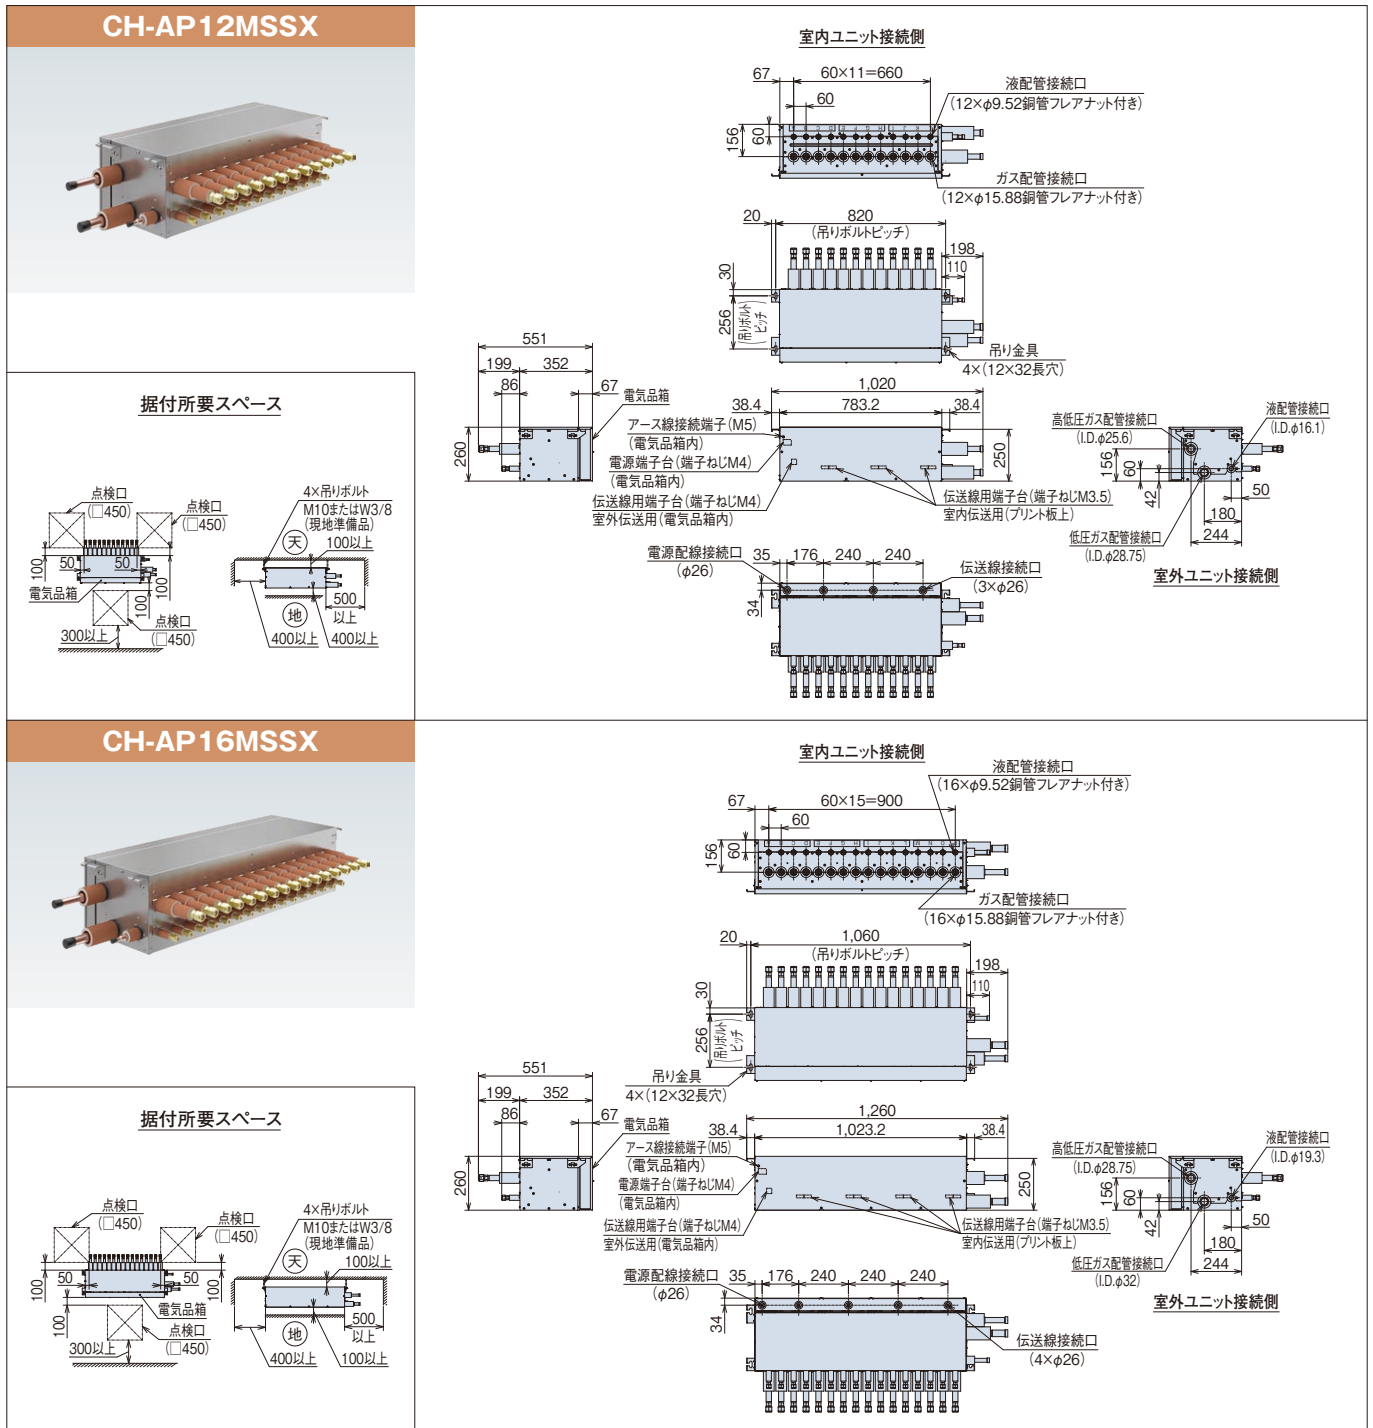 CH-AP12MSSX
室内ユニット接続側
67
60×11=660
60
液配管接続口
(12×φ9.52銅管フレアナット付き)
156
60
ガス配管接続口
(12×φ15.88銅管フレアナット付き)
20
820
(吊りボルトピッチ)
198
110
30
256
(吊りボルト
ピッチ)
吊り金具
4×(12×32長穴)
551
199
352
86
67
電気品箱
260
1,020
38.4
783.2
38.4
アース線接続端子(M5)
(電気品箱内)
電源端子台(端子ねじM4)
(電気品箱内)
伝送線用端子台(端子ねじM4)
室外伝送用(電気品箱内)
250
伝送線用端子台(端子ねじM3.5)
室内伝送用(プリント板上)
高低圧ガス配管接続口
(I.D.φ25.6)
液配管接続口
(I.D.φ16.1)
156
60
42
50
180
244
低圧ガス配管接続口
(I.D.φ28.75)
室外ユニット接続側
電源配線接続口
(φ26)
35
176
240
240
伝送線接続口
(3×φ26)
34
据付所要スペース
点検口
(□450)
点検口
(□450)
100
50
50
100
電気品箱
100
点検口
(□450)
300以上
4×吊りボルト
M10またはW3/8
(現地準備品)
天
100以上
500
以上
地
400以上
400以上
CH-AP16MSSX
室内ユニット接続側
67
60×15=900
60
液配管接続口
(16×φ9.52銅管フレアナット付き)
156
60
ガス配管接続口
(16×φ15.88銅管フレアナット付き)
20
1,060
(吊りボルトピッチ)
198
110
30
256
(吊りボルト
ピッチ)
吊り金具
4×(12×32長穴)
551
199
352
86
67
電気品箱
260
1,260
38.4
1,023.2
38.4
アース線接続端子(M5)
(電気品箱内)
電源端子台(端子ねじM4)
(電気品箱内)
伝送線用端子台(端子ねじM4)
室外伝送用(電気品箱内)
250
伝送線用端子台(端子ねじM3.5)
室内伝送用(プリント板上)
高低圧ガス配管接続口
(I.D.φ28.75)
液配管接続口
(I.D.φ19.3)
156
60
42
50
180
244
低圧ガス配管接続口
(I.D.φ32)
室外ユニット接続側
電源配線接続口
(φ26)
35
176
240
240
240
34
伝送線接続口
(4×φ26)
据付所要スペース
点検口
(□450)
点検口
(□450)
100
50
50
100
電気品箱
100
点検口
(□450)
300以上
4×吊りボルト
M10またはW3/8
(現地準備品)
天
100以上
500
以上
地
400以上
100以上